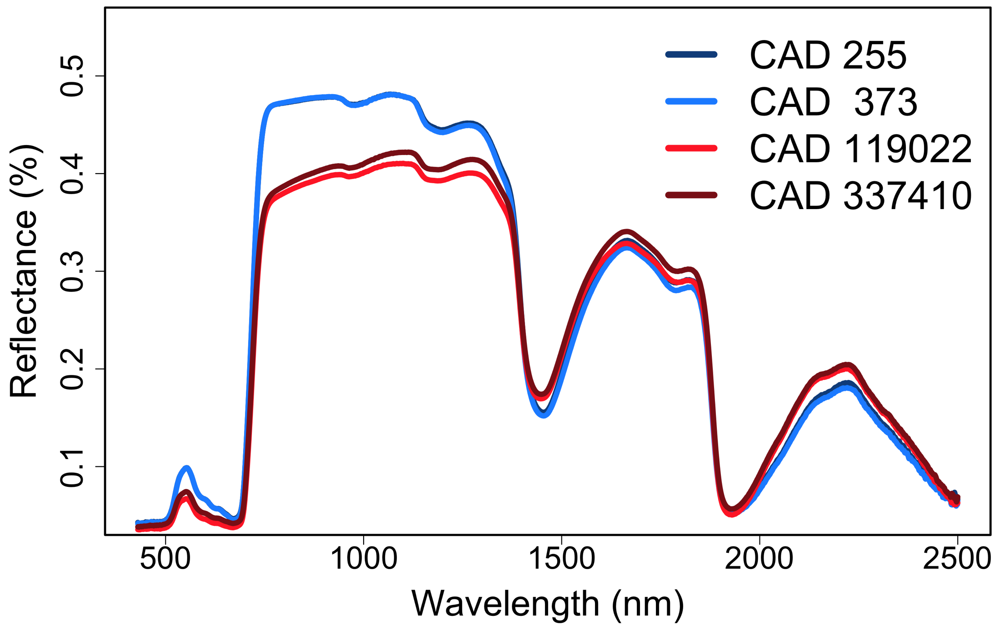 CAD 255
CAD 373
CAD 119022
CAD 337410
Reflectance (%)
0.5
0.4
0.3
0.2
0.1
500 1000 1500 2000 2500
Wavelength (nm)